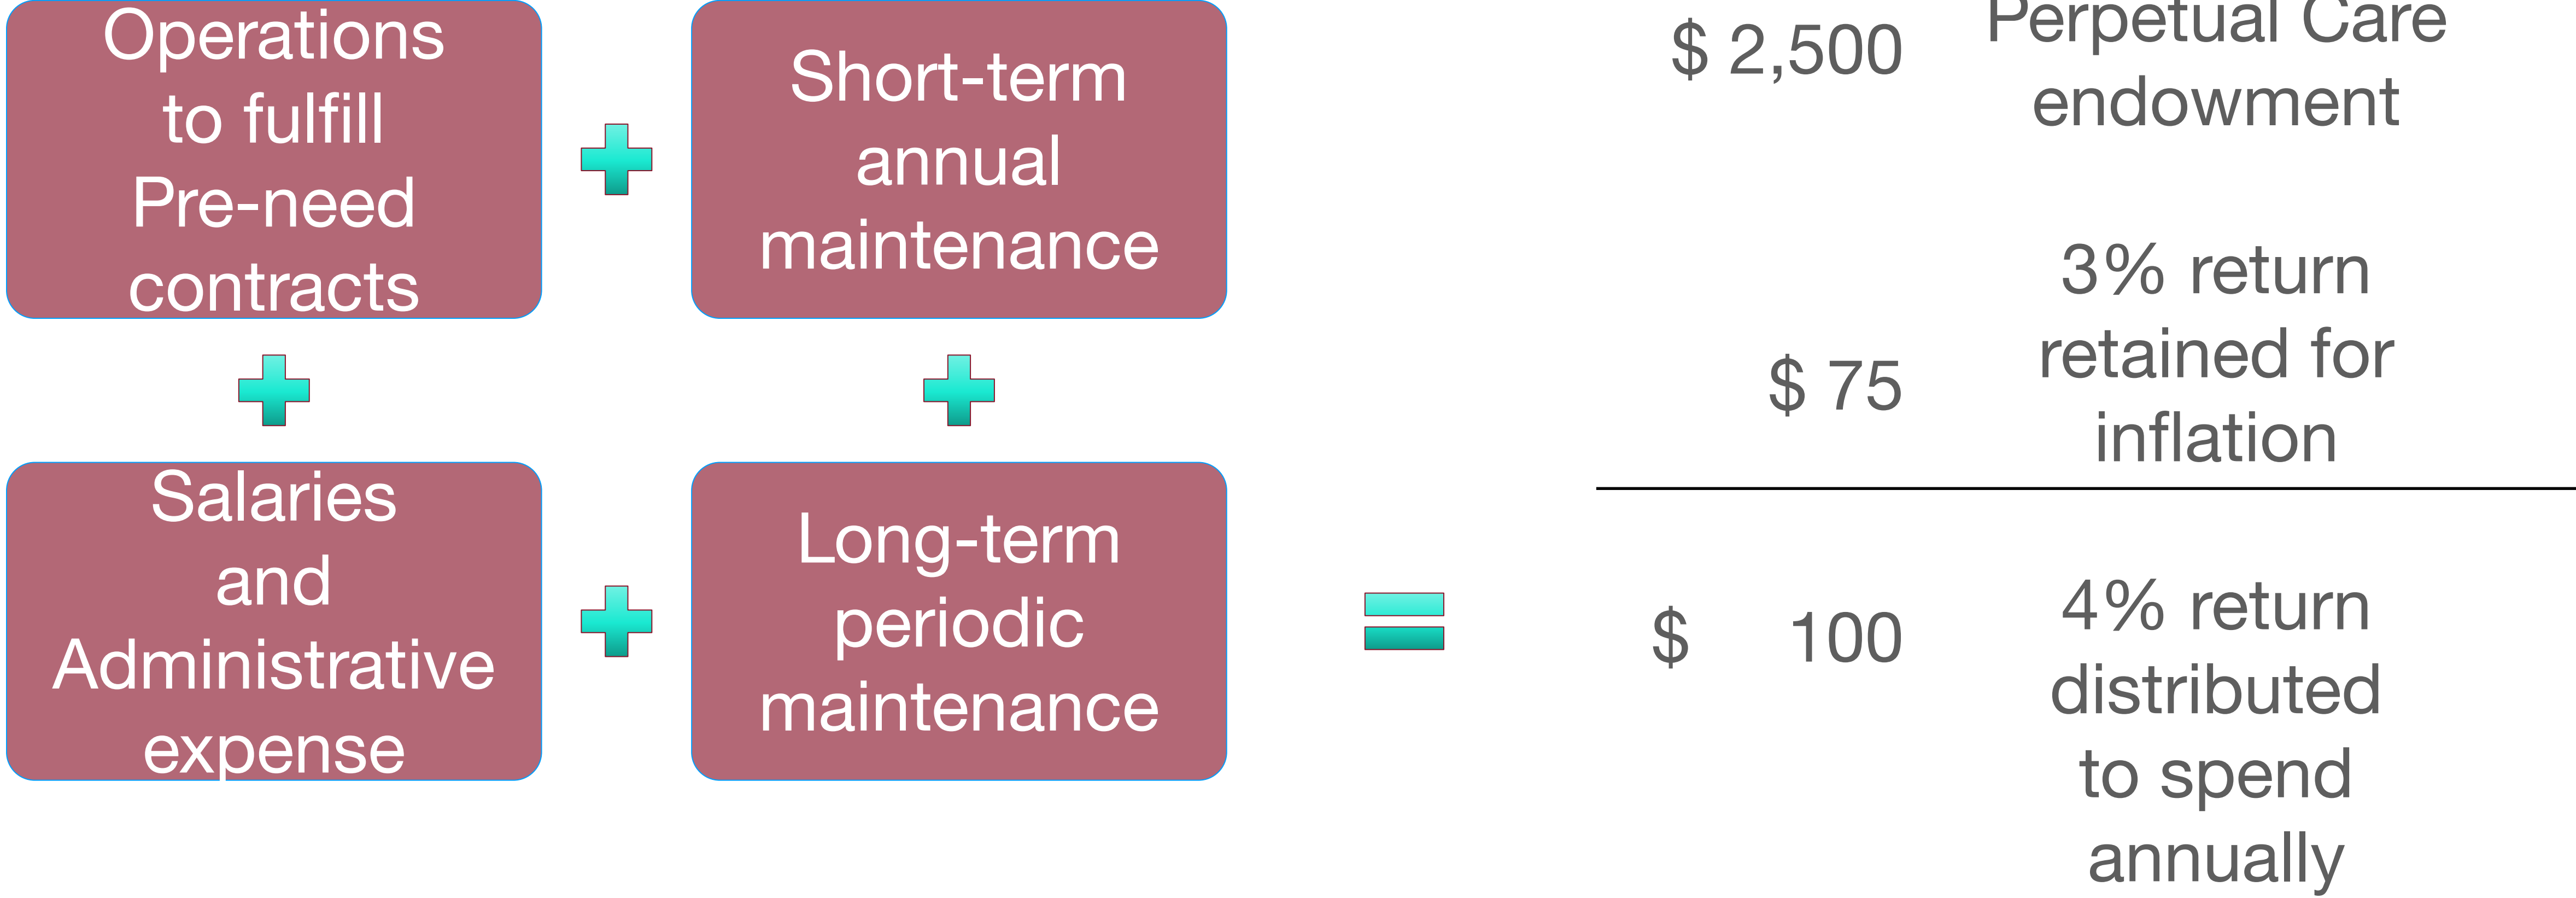 Operations
to fulfill
Pre-need
contracts
Short-term
annual
maintenance
Salaries
and
Administrative
expense
Long-term
periodic
maintenance
$ 2,500
Perpetual Care
endowment
$ 75
3% return
retained for
inflation
$ 100
4% return
distributed
to spend
annually